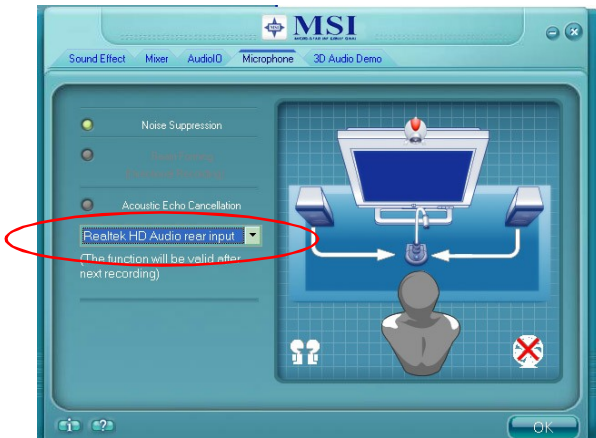 MSI
Sound Effect
Mixer
AudioIO
Microphone
3D Audio Demo
Noise Suppression
Acoustic Echo Cancellation
Realtek HD Audio rear input
(The function will be valid after
next recording)
OK